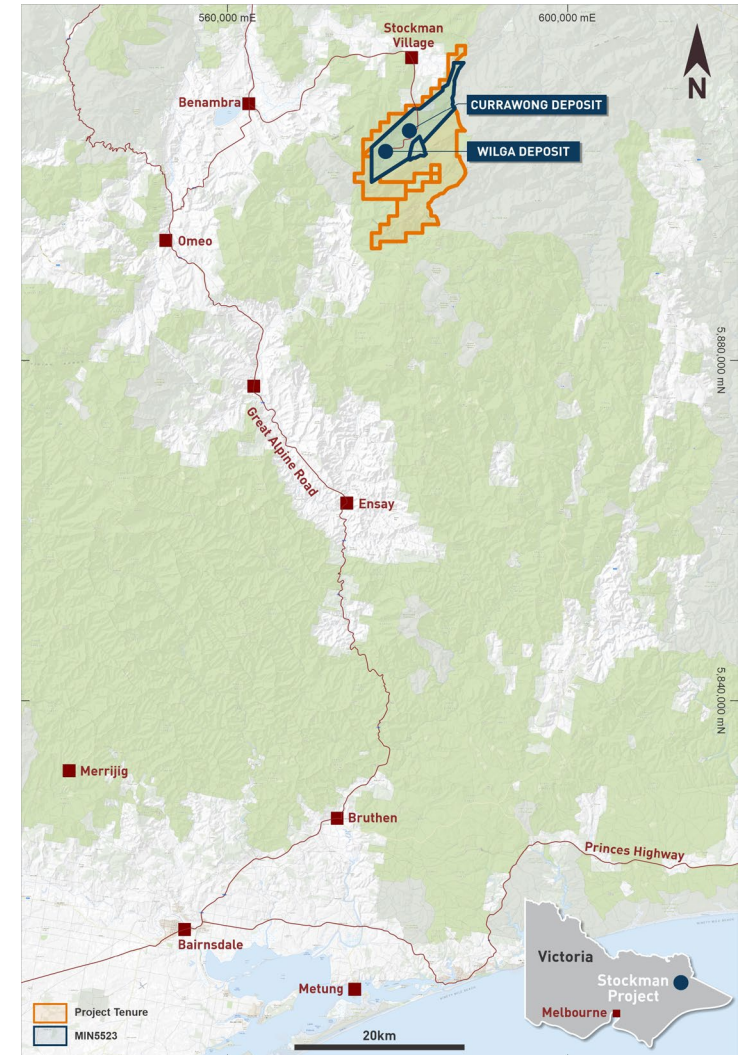 560,000 mE
600,000 mE
Stockman
Village
N
Benambra
CURRAWONG DEPOSIT
WILGA DEPOSIT
Omeo
5,880,000 mN
Great Alpine Road
Ensay
5,840,000 mN
Merrijig
Bruthen
Princes Highway
Bairnsdale
Metung
Victoria
Stockman
Project
Melbourne
Project Tenure
MIN5523
20km